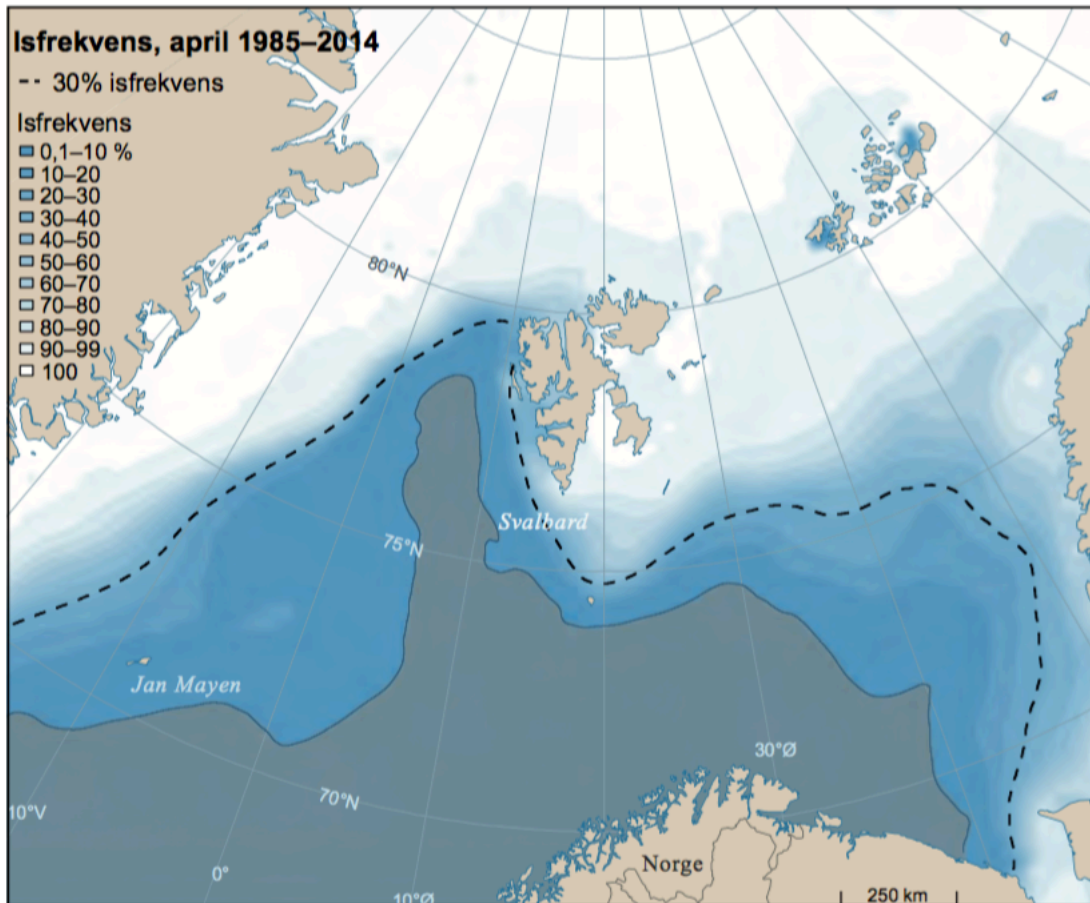 Isfrekvens, april 1985–2014
-- 30% isfrekvens
Isfrekvens
0,1–10 %
10–20
20–30
30–40
40–50
50–60
60–70
70–80
80–90
90–99
100
80°N
Svalbard
75°N
Jan Mayen
30°Ø
70°N
10°V
Norge
0°
10°Ø
250 km